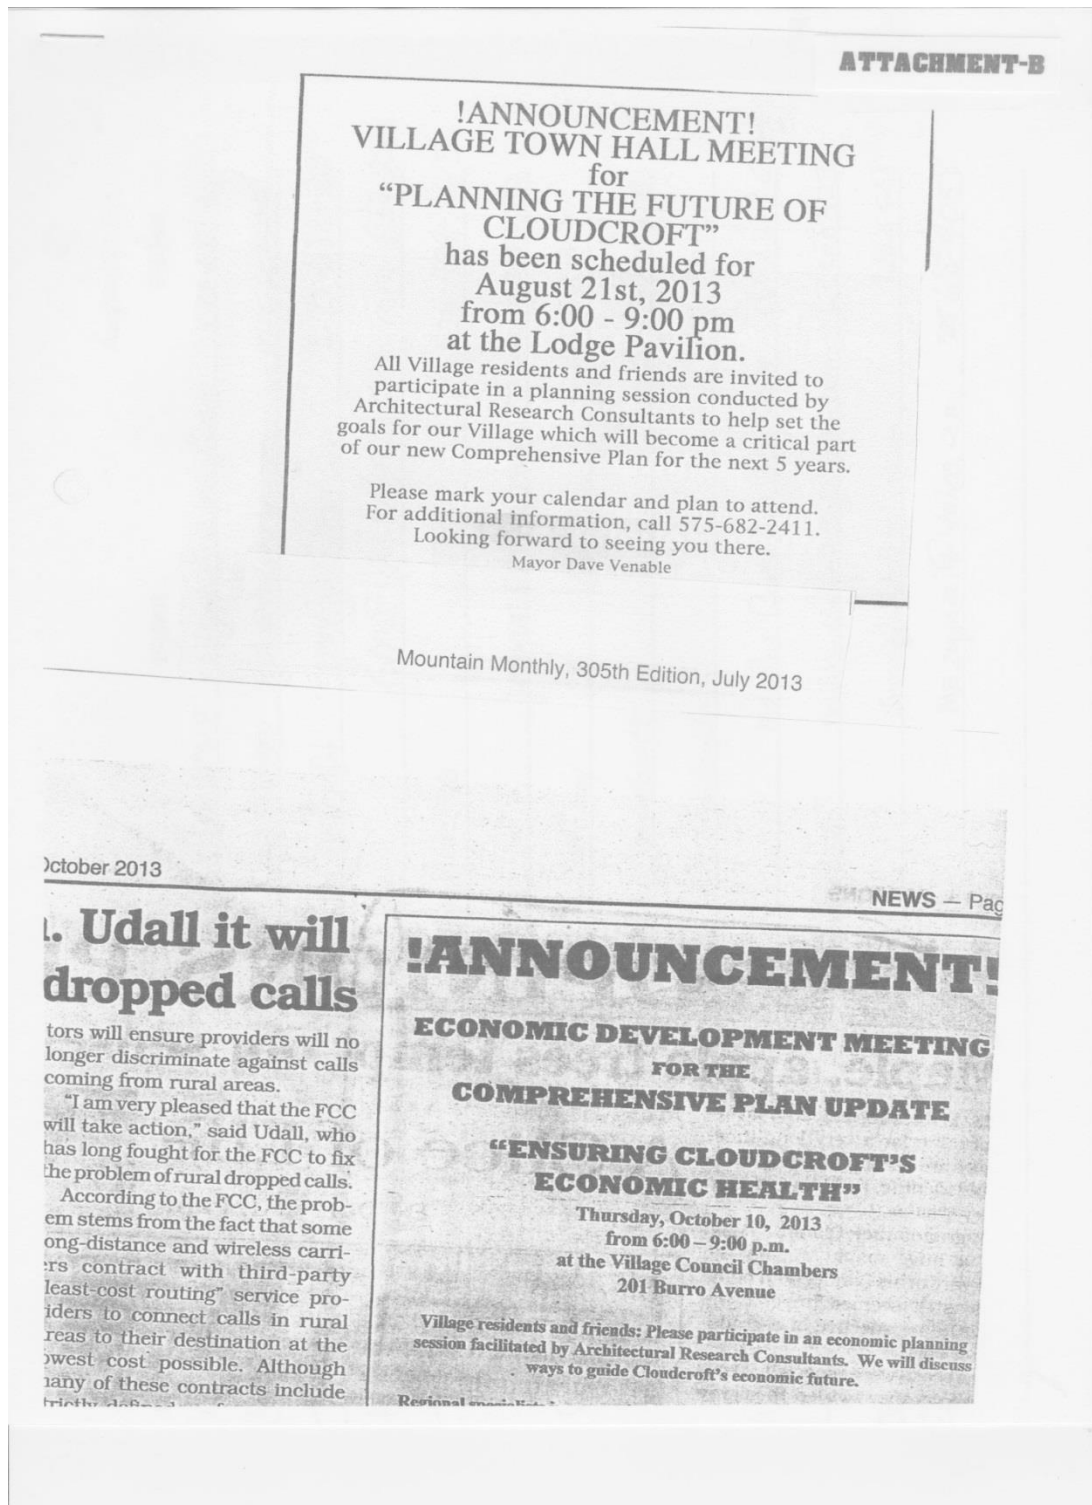 ATTACHMENT-B
!ANNOUNCEMENT!
VILLAGE TOWN HALL MEETING
for
“PLANNING THE FUTURE OF
CLOUDCROFT”
has been scheduled for
August 21st, 2013
from 6:00 - 9:00 pm
at the Lodge Pavilion.
All Village residents and friends are invited to
participate in a planning session conducted by
Architectural Research Consultants to help set the
goals for our Village which will become a critical part
of our new Comprehensive Plan for the next 5 years.
Please mark your calendar and plan to attend.
For additional information, call 575-682-2411.
Looking forward to seeing you there.
Mayor Dave Venable
Mountain Monthly, 305th Edition, July 2013
October 2013
NEWS — Pag
. Udall it will
dropped calls
tors will ensure providers will no
longer discriminate against calls
coming from rural areas.
“I am very pleased that the FCC
will take action,” said Udall, who
has long fought for the FCC to fix
the problem of rural dropped calls.
According to the FCC, the prob-
em stems from the fact that some
ong-distance and wireless carri-
ers contract with third-party
least-cost routing” service pro-
iders to connect calls in rural
reas to their destination at the
owest cost possible. Although
many of these contracts include
!ANNOUNCEMENT!
ECONOMIC DEVELOPMENT MEETING
FOR THE
COMPREHENSIVE PLAN UPDATE
“ENSURING CLOUDCROFT’S
ECONOMIC HEALTH”
Thursday, October 10, 2013
from 6:00 – 9:00 p.m.
at the Village Council Chambers
201 Burro Avenue
Village residents and friends: Please participate in an economic planning
session facilitated by Architectural Research Consultants. We will discuss
ways to guide Cloudcroft’s economic future.
Regional